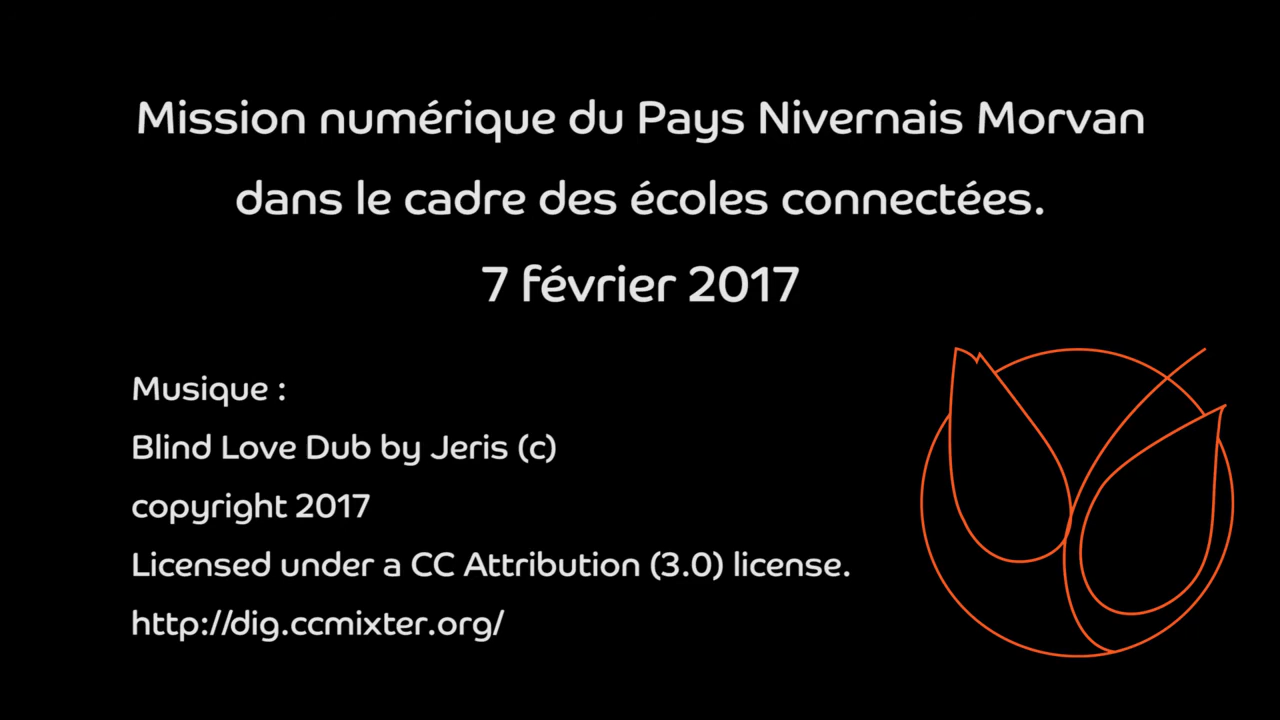 Mission numérique du Pays Nivernais Morvan
dans le cadre des écoles connectées.
7 février 2017
Musique :
Blind Love Dub by Jeris (c)
copyright 2017
Licensed under a CC Attribution (3.0) license.
http://dig.ccmixter.org/